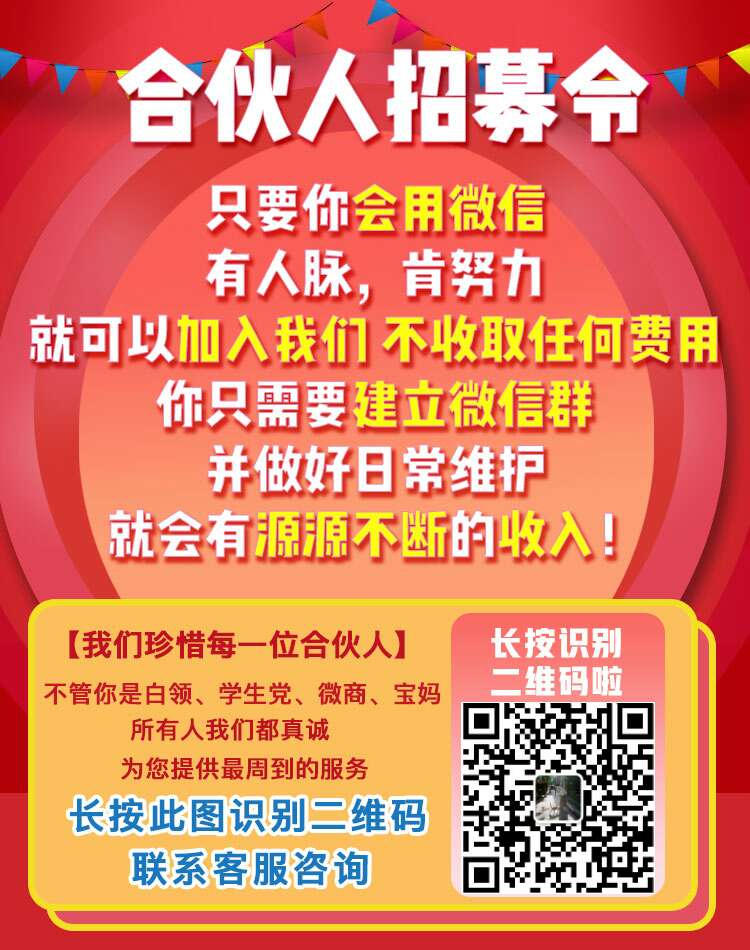 合伙人招募令
只要你会用微信
有人脉，肯努力
就可以加入我们 不收取任何费用
你只需要建立微信群
并做好日常维护
就会有源源不断的收入！
【我们珍惜每一位合伙人】
不管你是白领、学生党、微商、宝妈
所有人我们都真诚
为您提供最周到的服务
长按此图识别二维码
联系客服咨询
长按识别
二维码啦